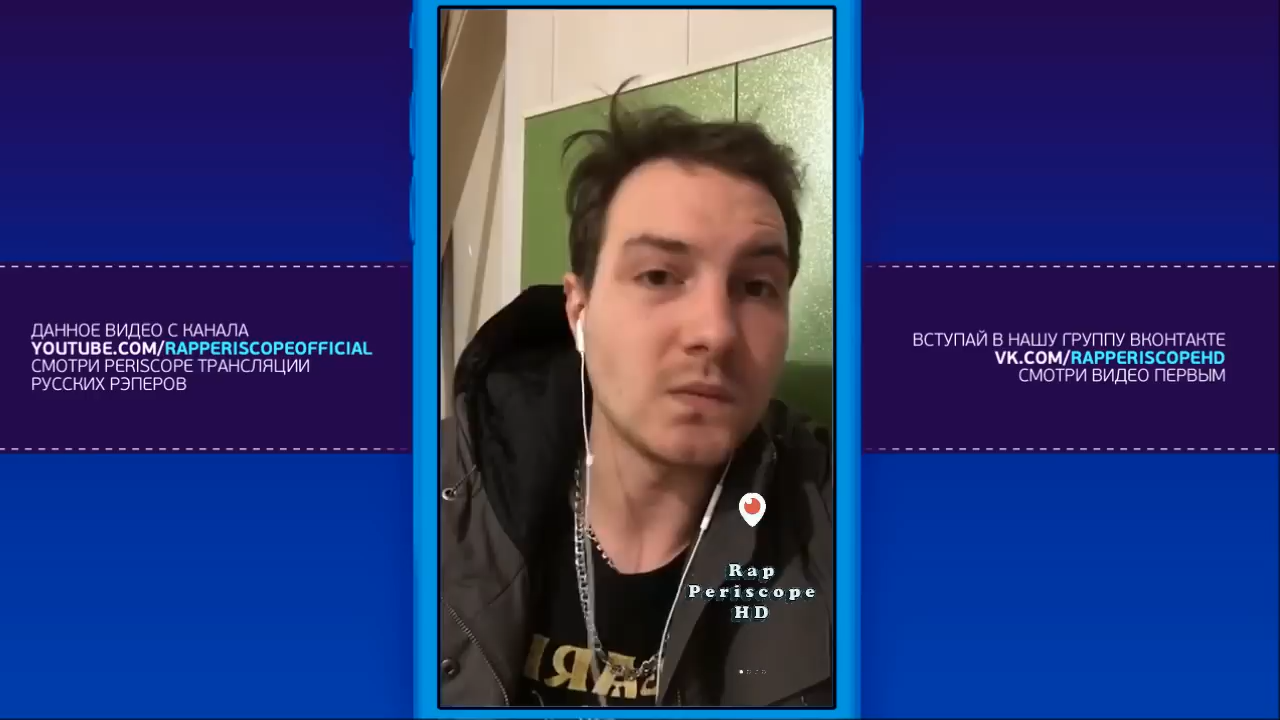 ДАННОЕ ВИДЕО С КАНАЛА
YOUTUBE.COM/RAPPERISCOPEOFFICIAL
СМОТРИ PERISCOPE ТРАНСЛЯЦИИ
РУССКИХ РЭПЕРОВ
ВСТУПАЙ В НАШУ ГРУППУ ВКОНТАКТЕ
VK.COM/RAPPERISCOPEHD
СМОТРИ ВИДЕО ПЕРВЫМ
Rap
Periscope
HD